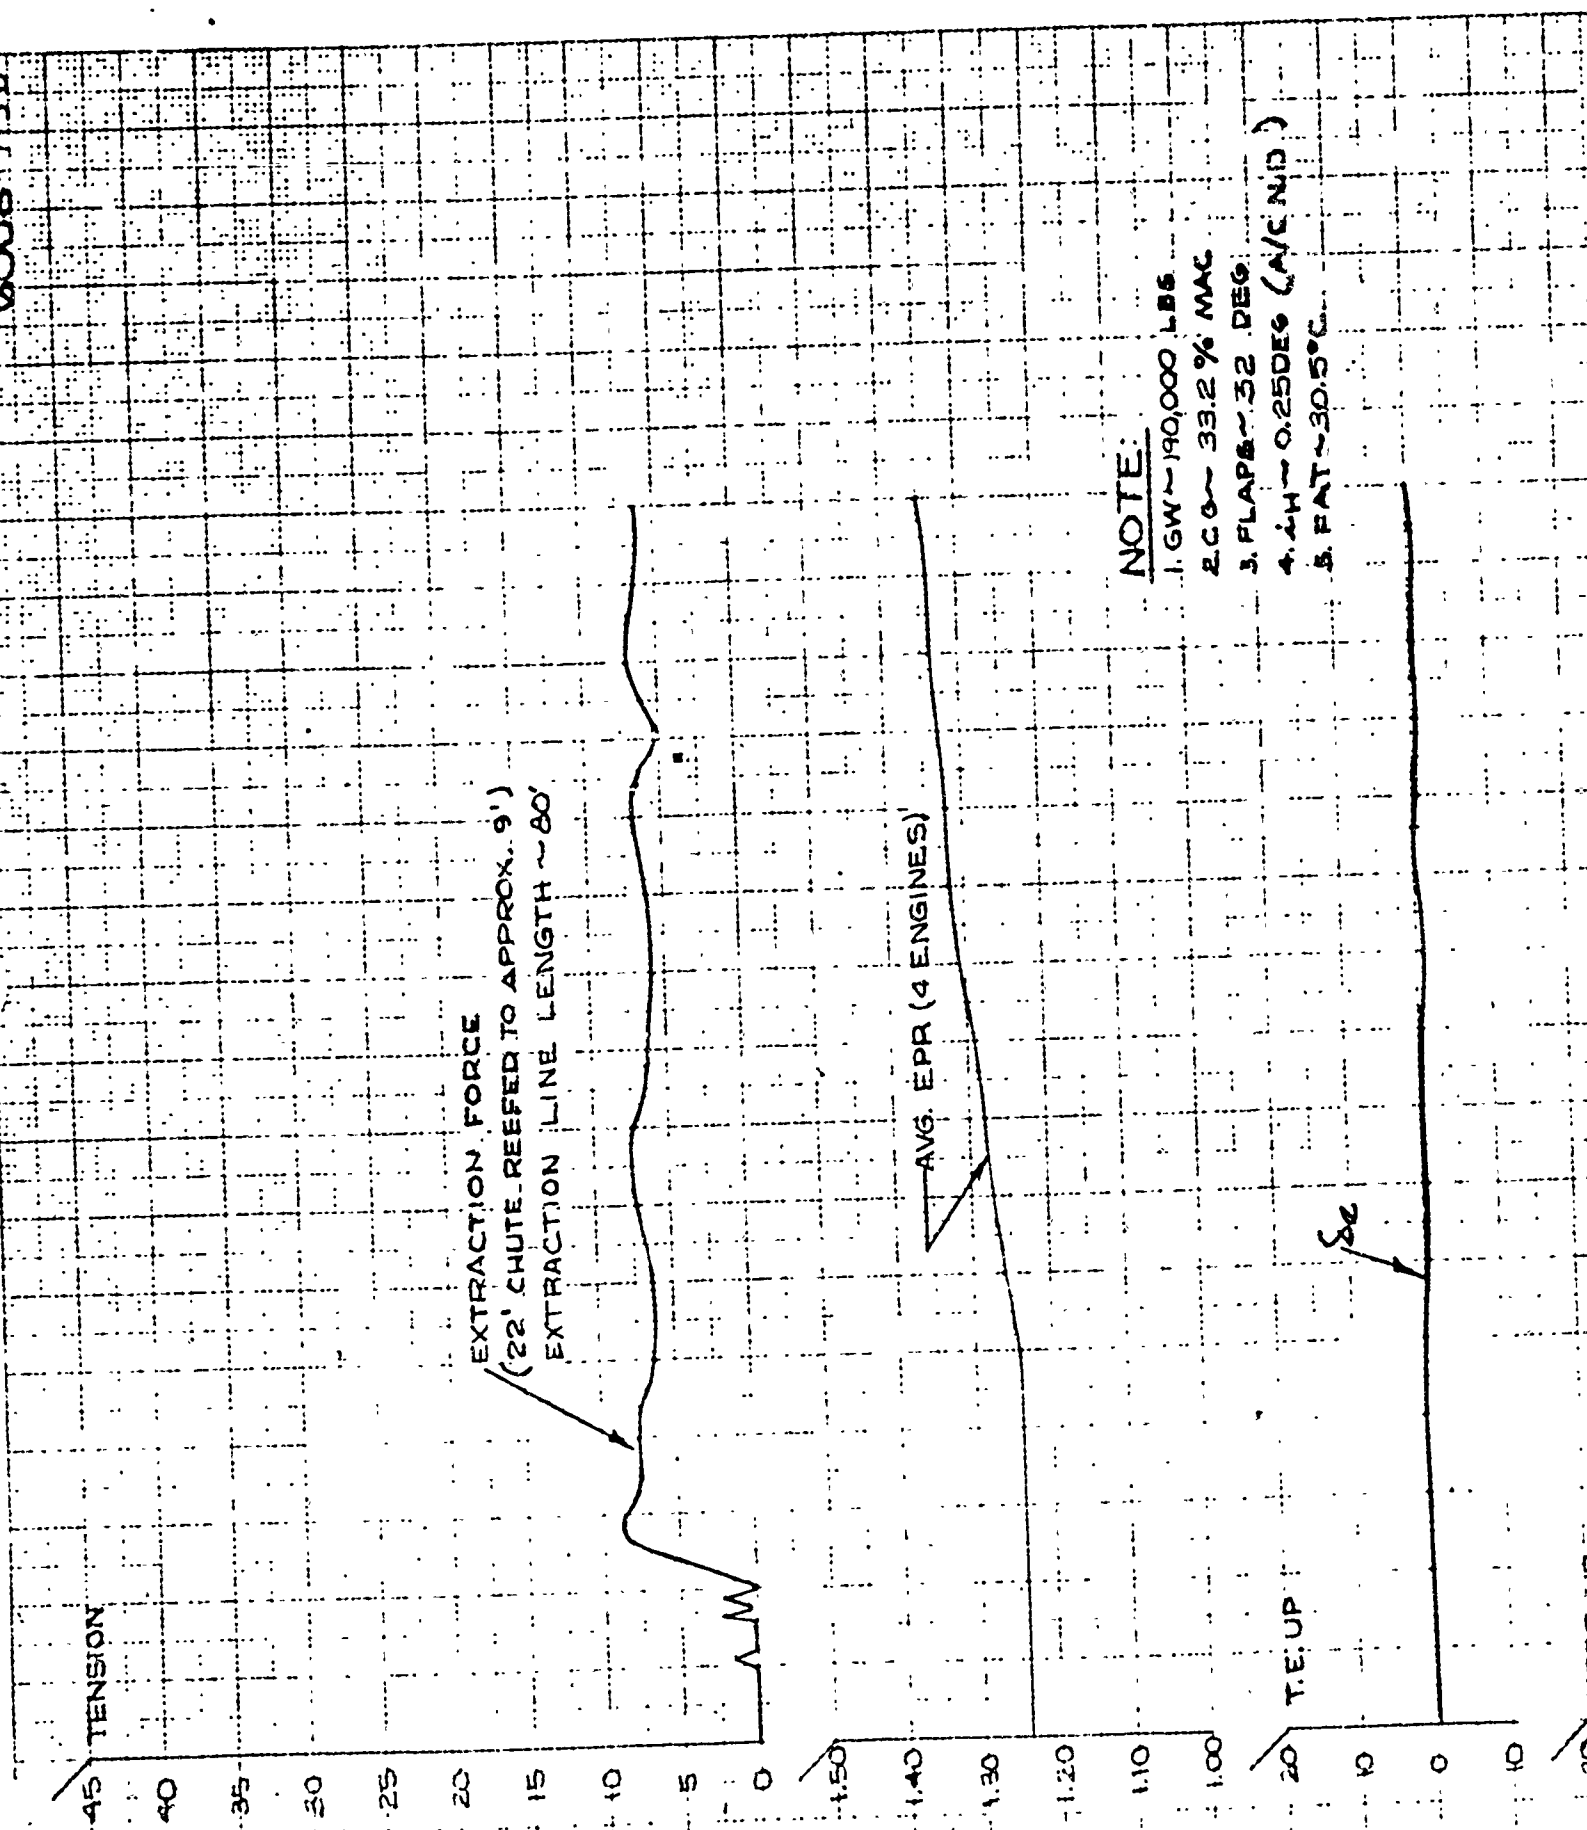 TENSION
45
40
35
30
25
20
15
10
5
0
EXTRACTION FORCE
(22' CHUTE REEFED TO APPROX. 9')
EXTRACTION LINE LENGTH ~ 80'
1.50
1.40
1.30
1.20
1.10
1.00
AVG. EPR (4 ENGINES)
NOTE:
1. GW ~ 190,000 LBS
2. CG ~ 33.2 % MAC
3. FLAPS ~ 32 DEG
4. iH ~ 0.25 DEG (A/C N.D)
5. FAT ~ 30.5°C
T.E. UP
20
10
0
10
δe